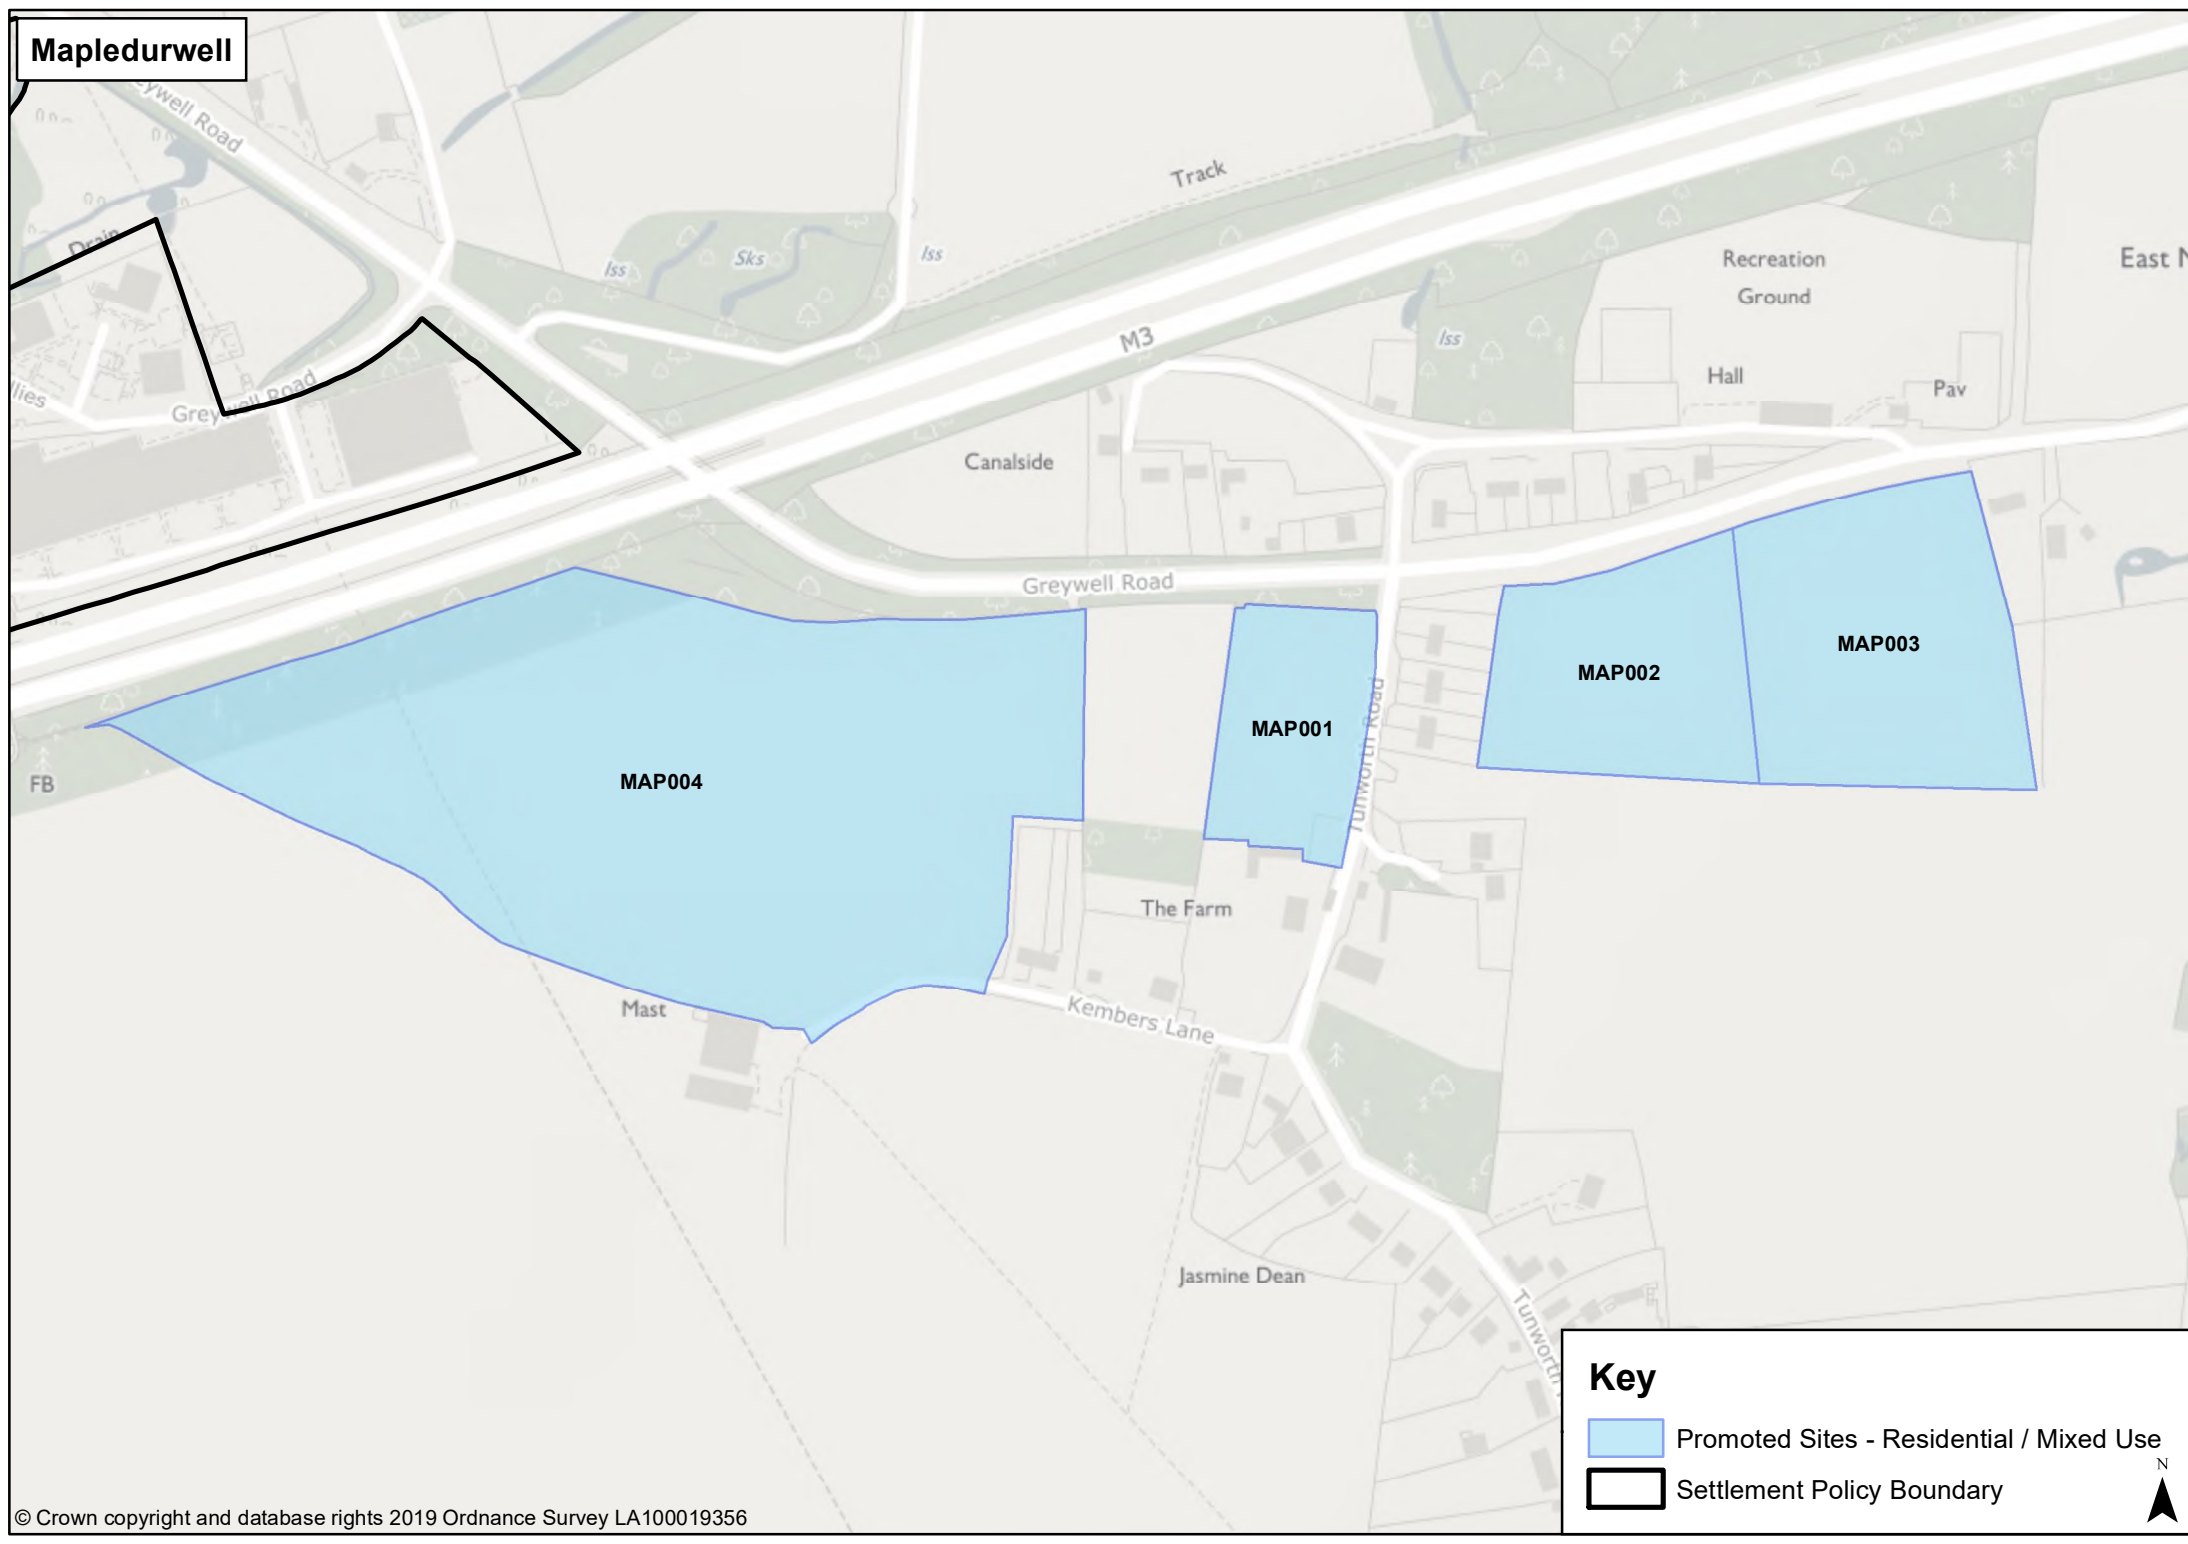 Mapledurwell
eywell Road
Drain
Iss
Sks
Iss
Track
M3
Iss
Recreation
Ground
East N
Hall
Pav
llies
Greywell Road
Canalside
Greywell Road
MAP004
MAP001
MAP002
MAP003
Tunworth Road
FB
The Farm
Mast
Kembers Lane
Jasmine Dean
Tunworth
Key
Promoted Sites - Residential / Mixed Use
Settlement Policy Boundary
N
© Crown copyright and database rights 2019 Ordnance Survey LA100019356